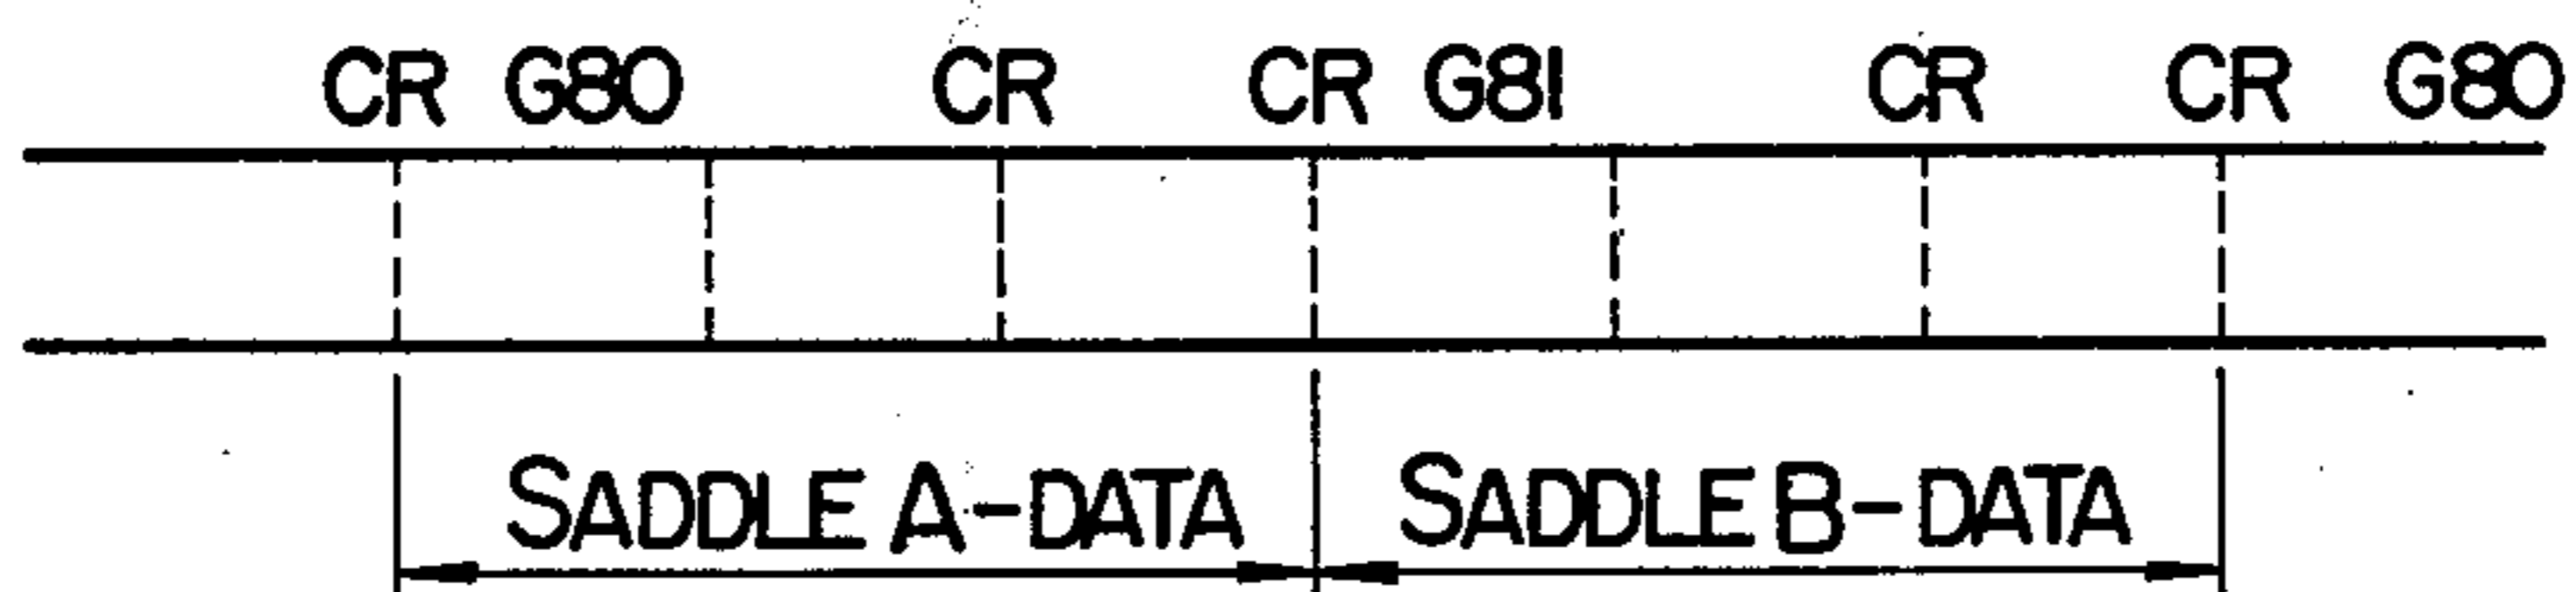 CR G80 CR CR G81 CR CR G80
SADDLE A-DATA SADDLE B-DATA